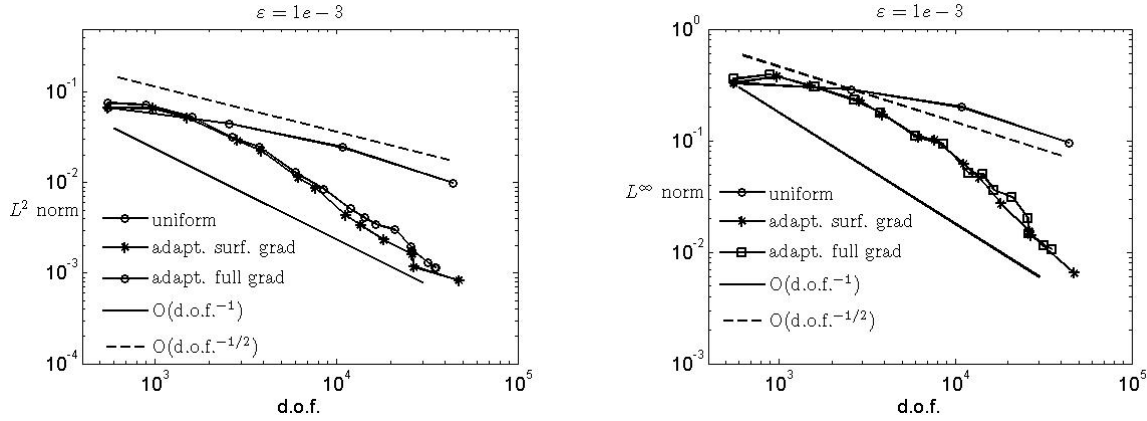 ε = 1e − 3
10^{-1}
10^{-2}
L^2 norm
10^{-3}
10^{-4}
uniform
adapt. surf. grad
adapt. full grad
O(d.o.f.^{-1})
O(d.o.f.^{-1/2})
10^3
10^4
10^5
d.o.f.
ε = 1e − 3
10^0
10^{-1}
L^∞ norm
10^{-2}
10^{-3}
uniform
adapt. surf. grad
adapt. full grad
O(d.o.f.^{-1})
O(d.o.f.^{-1/2})
10^3
10^4
10^5
d.o.f.